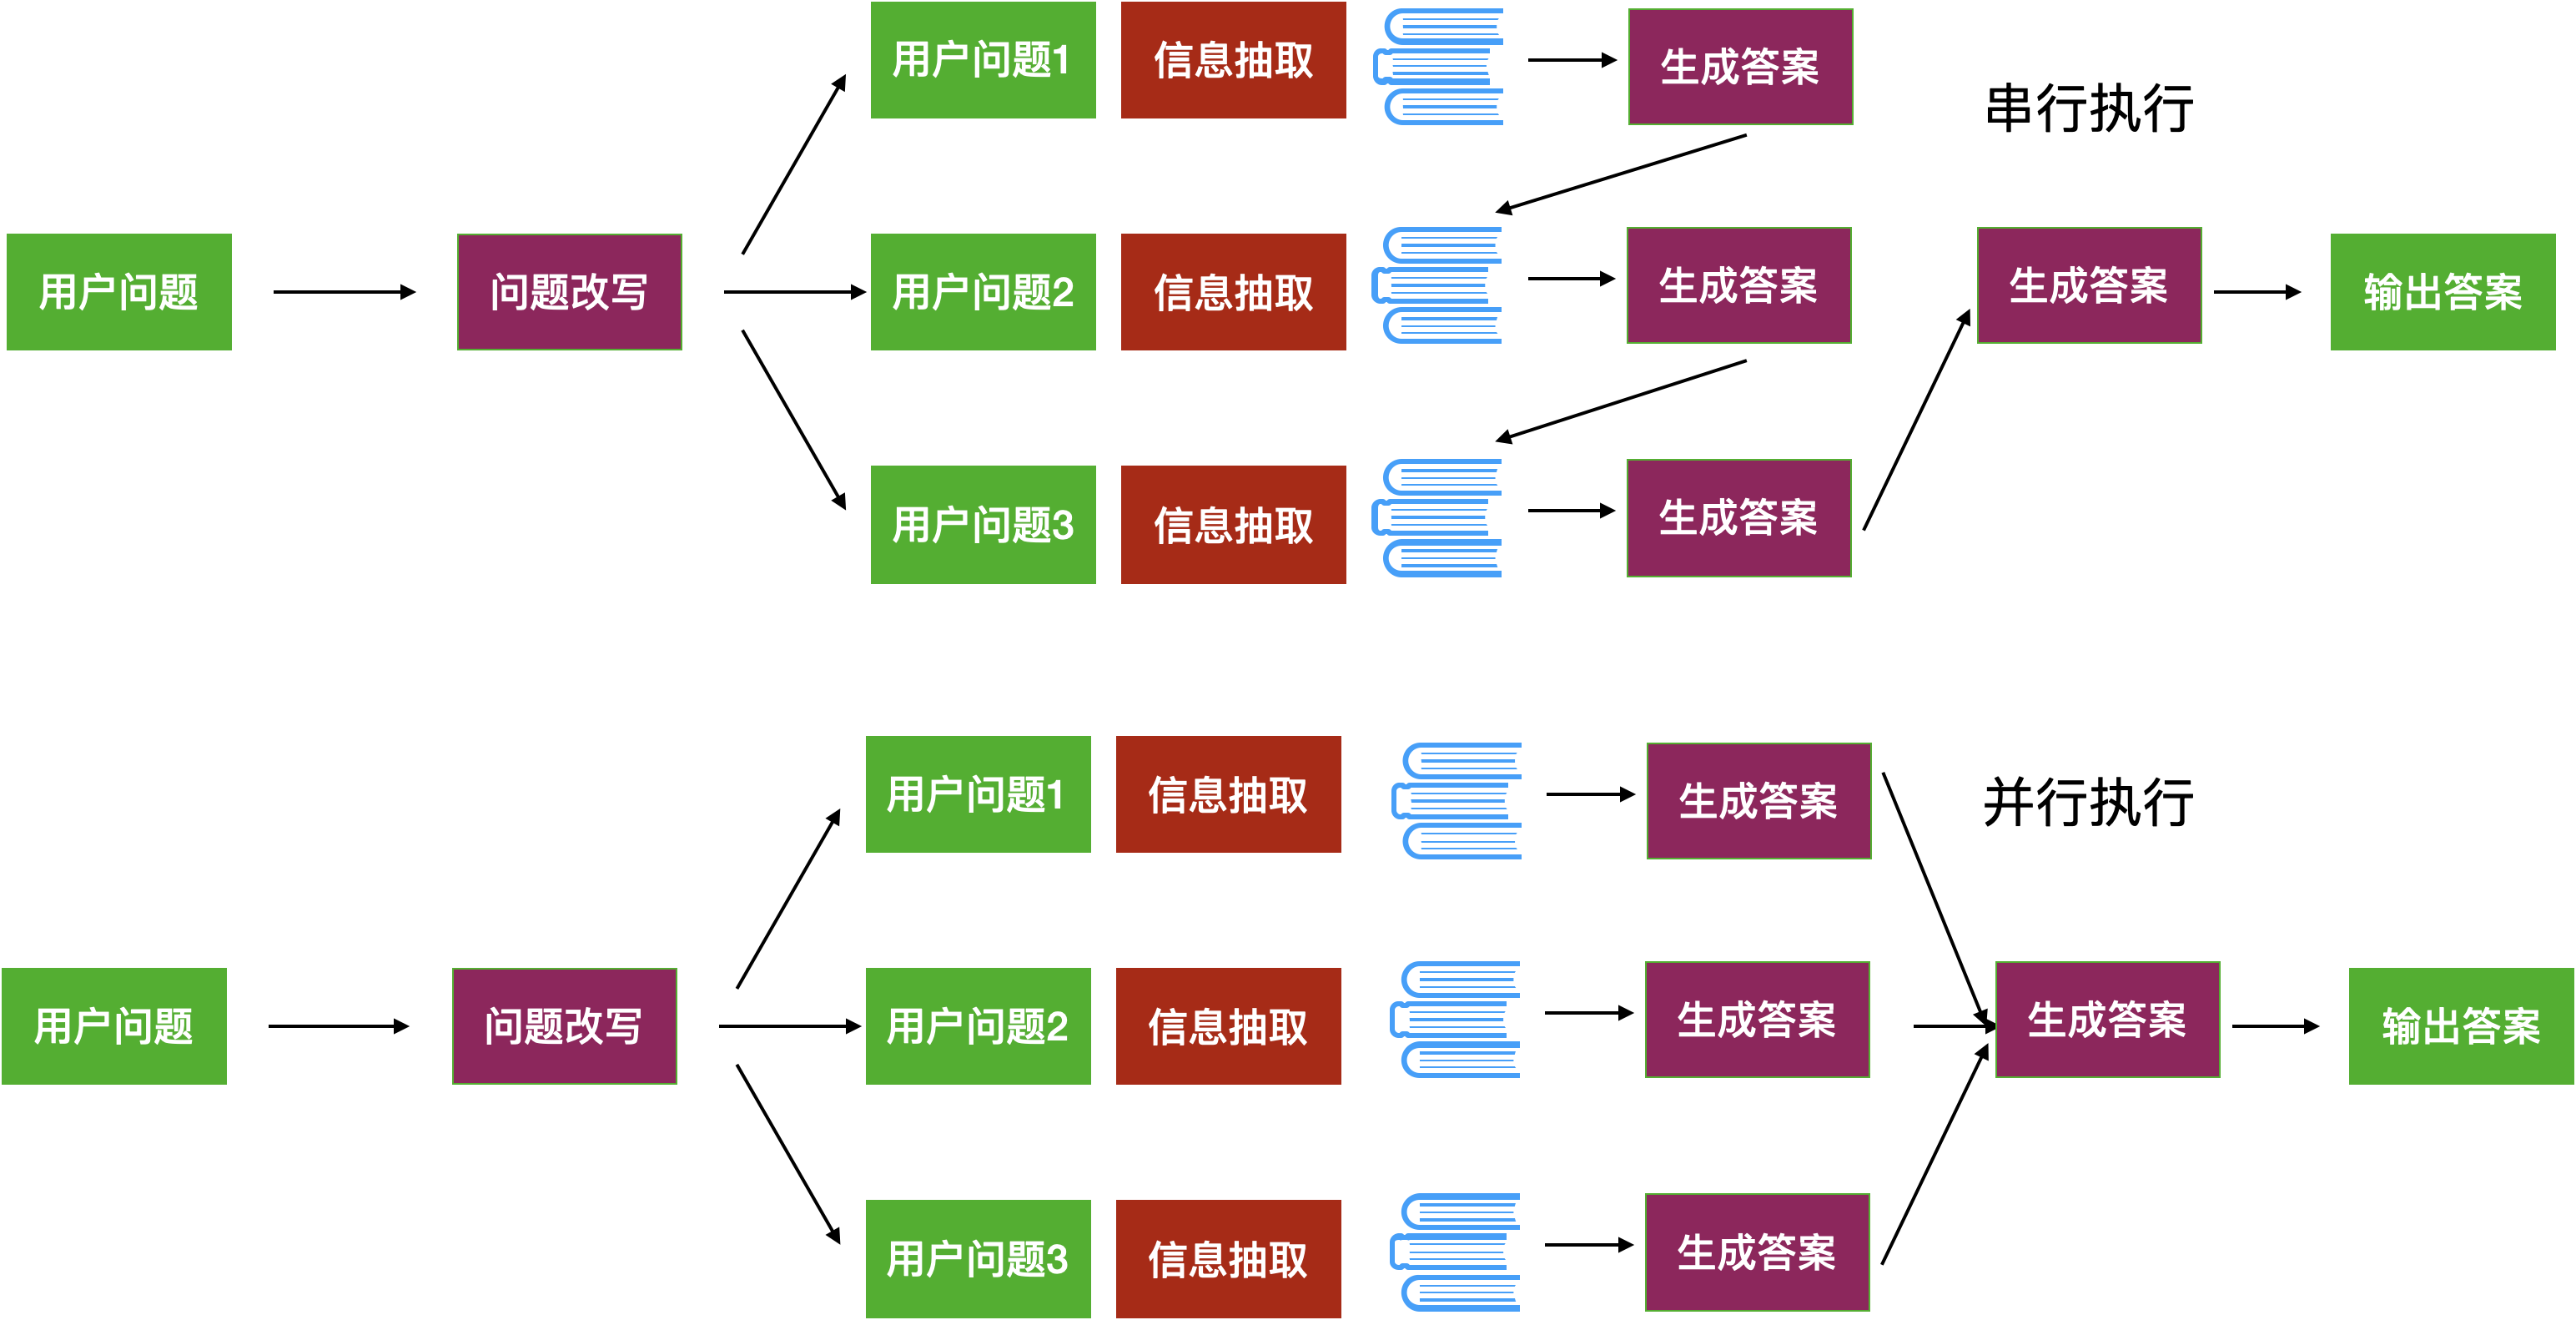 用户问题1
信息抽取
生成答案
串行执行
用户问题
问题改写
用户问题2
信息抽取
生成答案
生成答案
输出答案
用户问题3
信息抽取
生成答案
用户问题1
信息抽取
生成答案
并行执行
用户问题
问题改写
用户问题2
信息抽取
生成答案
生成答案
输出答案
用户问题3
信息抽取
生成答案